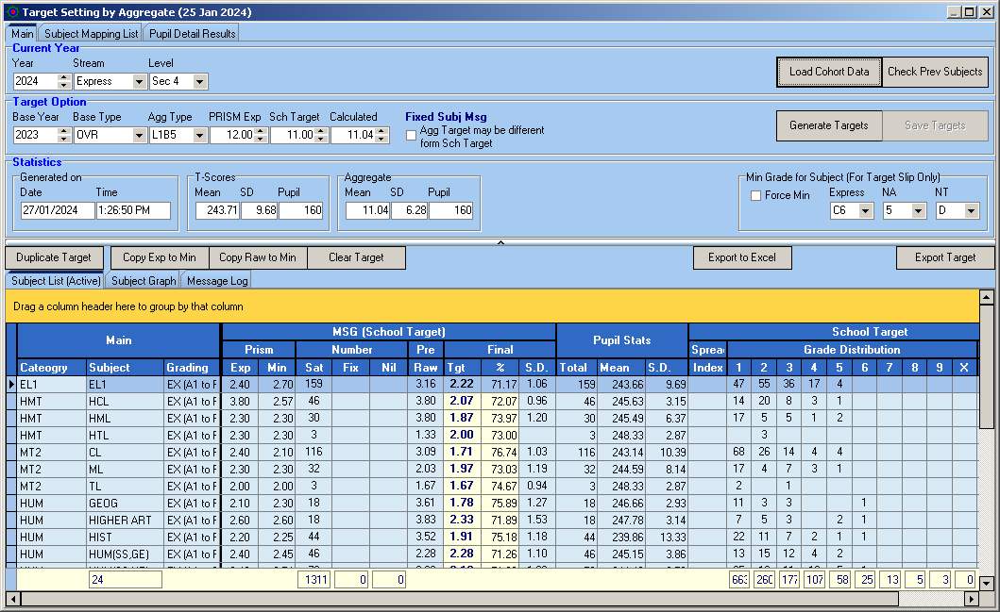 Target Setting by Aggregate (25 Jan 2024)
Main Subject Mapping List Pupil Detail Results
Current Year
Year Stream Level
2024 Express Sec 4 Load Cohort Data Check Prev Subjects
Target Option
Base Year Base Type Agg Type PRISM Exp Sch Target Calculated Fixed Subj Msg
2023 OVR L1B5 12.00 11.00 11.04 Agg Target may be different
form Sch Target
Generate Targets Save Targets
Statistics
Generated on T-Scores Aggregate Min Grade for Subject (For Target Slip Only)
Date Time Mean SD Pupil Mean SD Pupil Force Min Express NA NT
27/01/2024 1:26:50 PM 243.71 9.68 160 11.04 6.28 160 C6 5 D
Duplicate Target Copy Exp to Min Copy Raw to Min Clear Target Export to Excel Export Target
Subject List (Active) Subject Graph Message Log
Drag a column header here to group by that column
Main MSG (School Target) Pupil Stats School Target
Prism Number Pre Final Sprea Grade Distribution
Cateogry Subject Grading Exp Min Sat Fix Nil Raw Tgt % S.D. Total Mean S.D. Index 1 2 3 4 5 6 7 8 9 X
EL1 EL1 EX (A1 to F 2.40 2.70 159 3.16 2.22 71.17 1.06 159 243.66 9.69 47 55 36 17 4
HMT HCL EX (A1 to F 3.80 2.57 46 3.80 2.07 72.07 0.96 46 245.63 3.15 14 20 8 3 1
HMT HML EX (A1 to F 2.30 2.30 30 3.80 1.87 73.97 1.20 30 245.49 6.37 17 5 5 1 2
HMT HTL EX (A1 to F 2.30 2.30 3 1.33 2.00 73.00 3 248.33 2.87 3
MT2 CL EX (A1 to F 2.40 2.10 116 3.09 1.71 76.74 1.03 116 243.14 10.39 68 26 14 4 4
MT2 ML EX (A1 to F 2.30 2.30 32 2.03 1.97 73.03 1.19 32 244.59 8.14 17 4 7 3 1
MT2 TL EX (A1 to F 2.00 2.00 3 1.67 1.67 74.67 0.94 3 248.33 2.87 2 1
HUM GEOG EX (A1 to F 2.10 2.30 18 3.61 1.78 75.89 1.27 18 246.66 2.93 11 3 3 1
HUM HIGHER ART EX (A1 to F 2.60 2.60 18 3.83 2.33 71.89 1.53 18 247.78 3.14 7 5 3 2 1
HUM HIST EX (A1 to F 2.20 2.25 44 3.52 1.91 75.18 1.18 44 239.86 13.33 22 11 7 2 1 1
HUM HUM(SS,GE) EX (A1 to F 2.40 2.45 46 2.28 2.28 71.26 1.10 46 245.15 3.86 13 15 12 4 2
24 1311 0 0 663 260 177 107 58 25 13 5 3 0